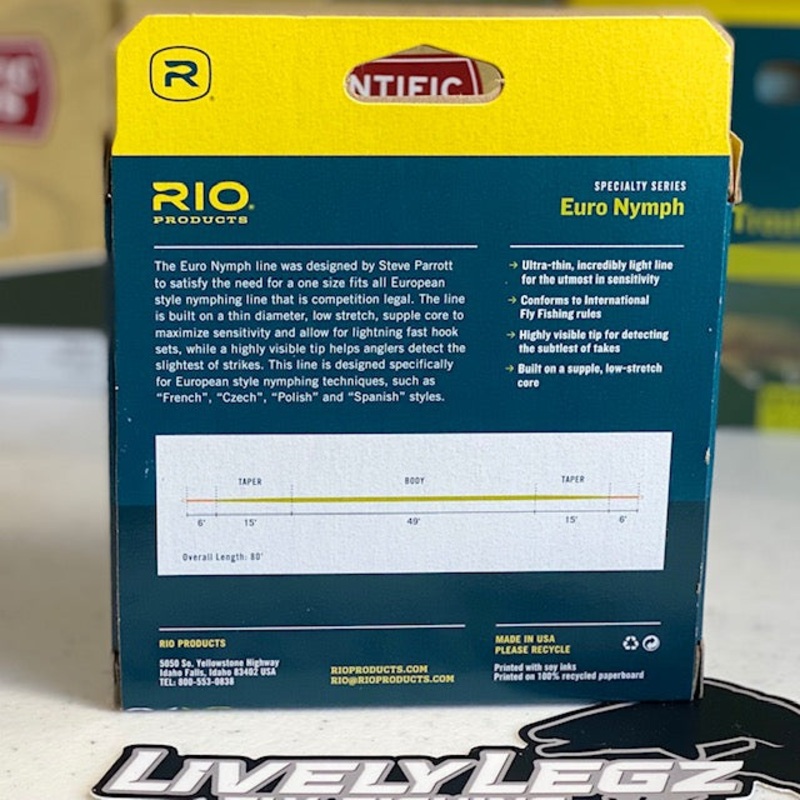 R
NTIFIC
RIO
PRODUCTS
SPECIALTY SERIES
Euro Nymph
The Euro Nymph line was designed by Steve Parrott
to satisfy the need for a one size fits all European
style nymphing line that is competition legal. The line
is built on a thin diameter, low stretch, supple core to
maximize sensitivity and allow for lightning fast hook
sets, while a highly visible tip helps anglers detect the
slightest of strikes. This line is designed specifically
for European style nymphing techniques, such as
“French”, “Czech”, “Polish” and “Spanish” styles.
→ Ultra-thin, incredibly light line
for the utmost in sensitivity
→ Conforms to International
Fly Fishing rules
→ Highly visible tip for detecting
the subtlest of takes
→ Built on a supple, low-stretch
core
TAPER BODY TAPER
6' 15' 49' 15' 6'
Overall Length: 80'
RIO PRODUCTS
5050 So. Yellowstone Highway
Idaho Falls, Idaho 83402 USA
TEL: 800-553-0838
RIOPRODUCTS.COM
RIO@RIOPRODUCTS.COM
MADE IN USA
PLEASE RECYCLE
Printed with soy inks
Printed on 100% recycled paperboard
LIVELYLEGZ